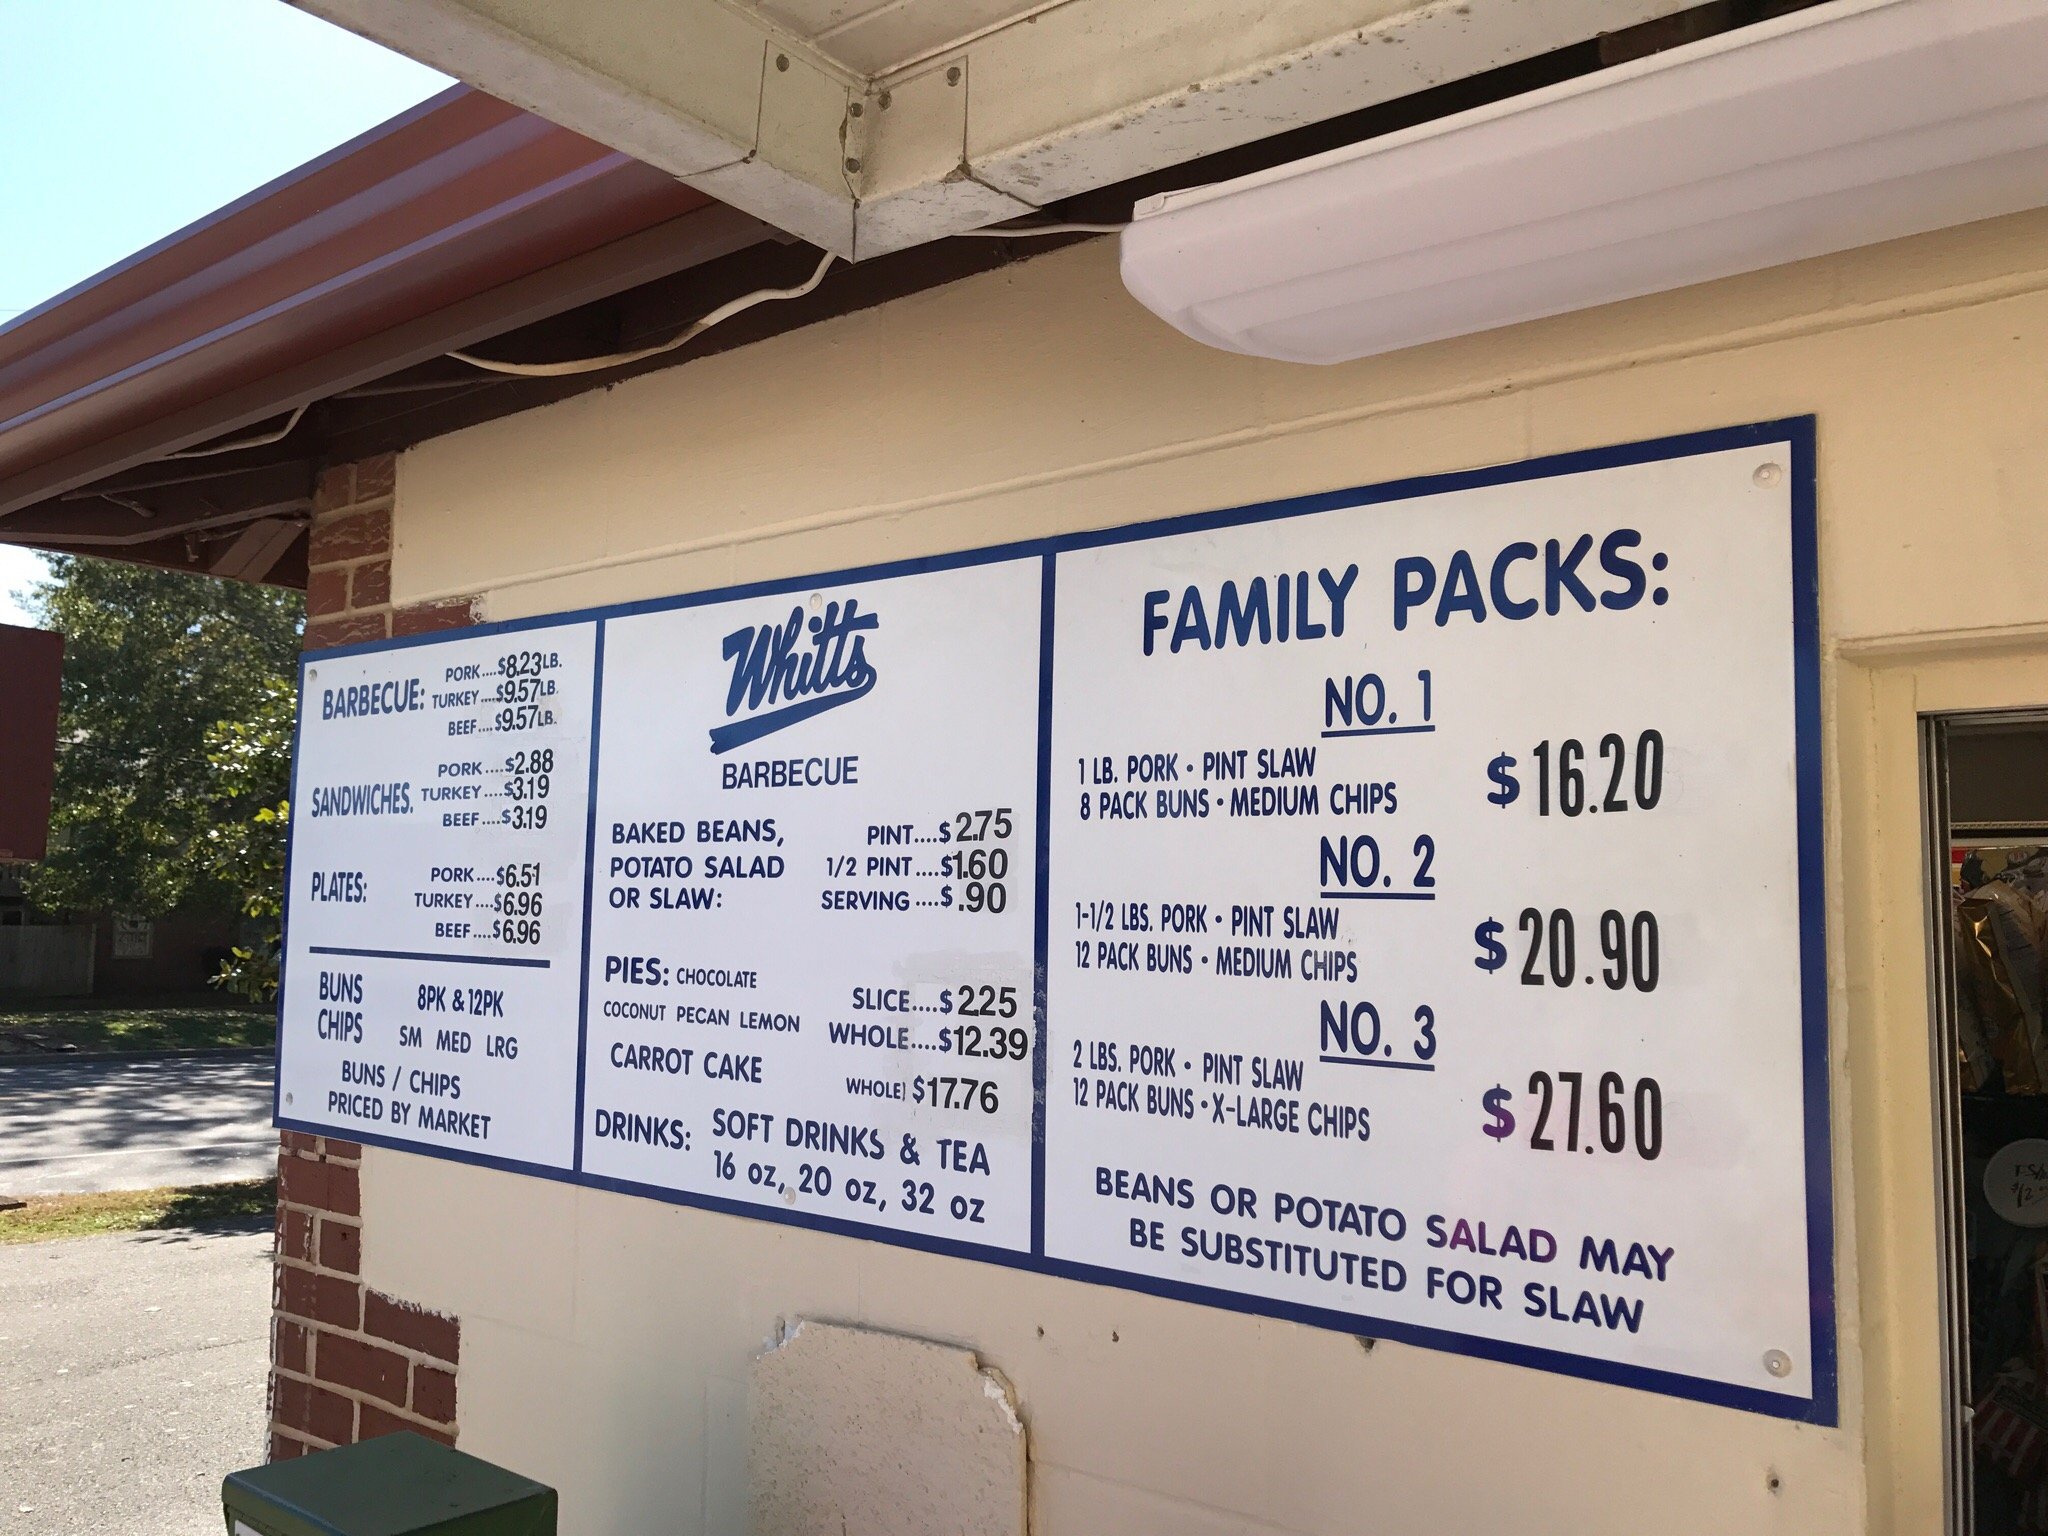 BARBECUE: PORK....$8.23LB.
TURKEY....$9.57LB.
BEEF....$9.57LB.
SANDWICHES. PORK....$2.88
TURKEY....$3.19
BEEF....$3.19
PLATES: PORK....$6.51
TURKEY....$6.96
BEEF....$6.96
BUNS 8PK & 12PK
CHIPS SM MED LRG
BUNS / CHIPS
PRICED BY MARKET
Whitts
BARBECUE
BAKED BEANS, PINT....$2.75
POTATO SALAD 1/2 PINT....$1.60
OR SLAW: SERVING....$.90
PIES: CHOCOLATE SLICE....$2.25
COCONUT PECAN LEMON WHOLE....$12.39
CARROT CAKE WHOLE] $17.76
DRINKS: SOFT DRINKS & TEA
16 oz, 20 oz, 32 oz
FAMILY PACKS:
NO. 1
1 LB. PORK • PINT SLAW
8 PACK BUNS • MEDIUM CHIPS $16.20
NO. 2
1-1/2 LBS. PORK • PINT SLAW
12 PACK BUNS • MEDIUM CHIPS $20.90
NO. 3
2 LBS. PORK • PINT SLAW
12 PACK BUNS • X-LARGE CHIPS $27.60
BEANS OR POTATO SALAD MAY
BE SUBSTITUTED FOR SLAW